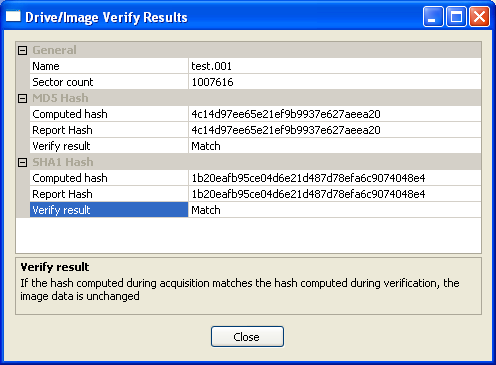 Drive/Image Verify Results
General
Name test.001
Sector count 1007616
MD5 Hash
Computed hash 4c14d97ee65e21ef9b9937e627aeea20
Report Hash 4c14d97ee65e21ef9b9937e627aeea20
Verify result Match
SHA1 Hash
Computed hash 1b20eafb95ce04d6e21d487d78efa6c9074048e4
Report Hash 1b20eafb95ce04d6e21d487d78efa6c9074048e4
Verify result Match
Verify result
If the hash computed during acquisition matches the hash computed during verification, the
image data is unchanged
Close